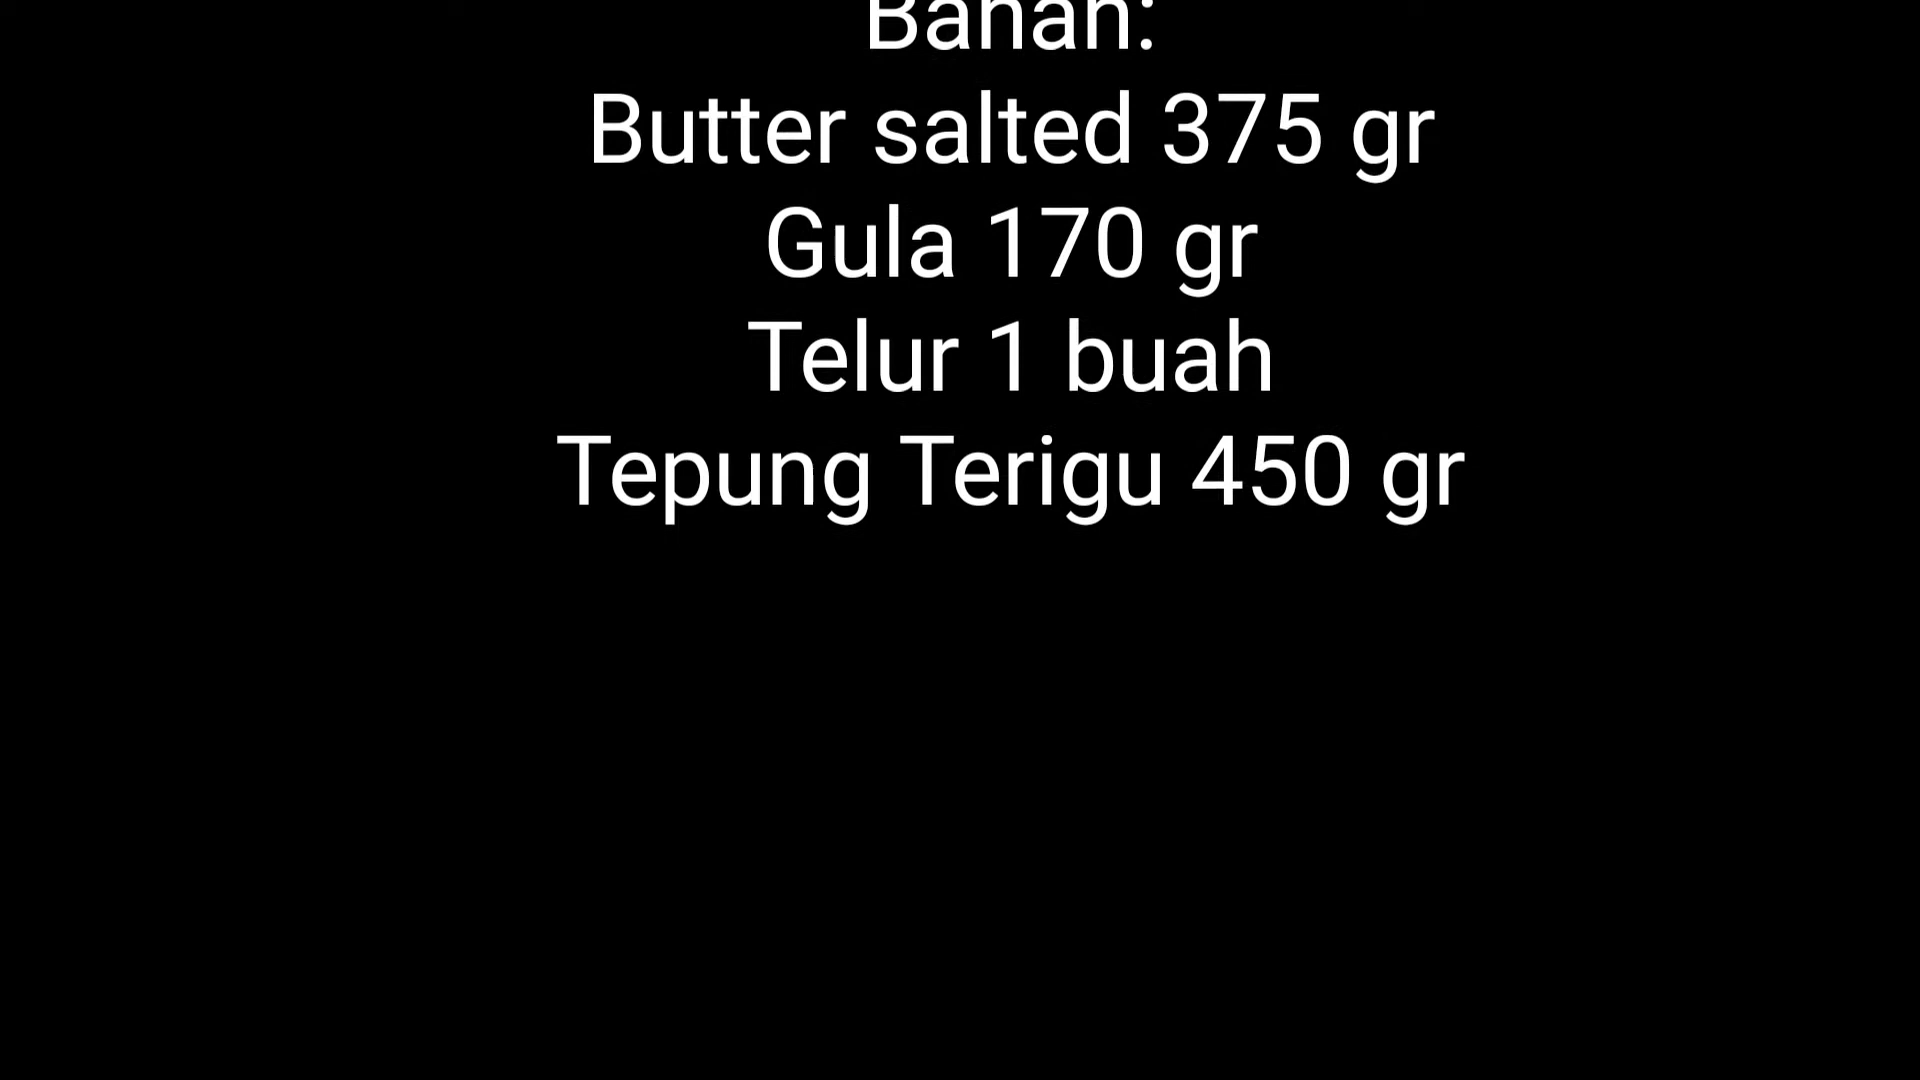 Bahan:
Butter salted 375 gr
Gula 170 gr
Telur 1 buah
Tepung Terigu 450 gr